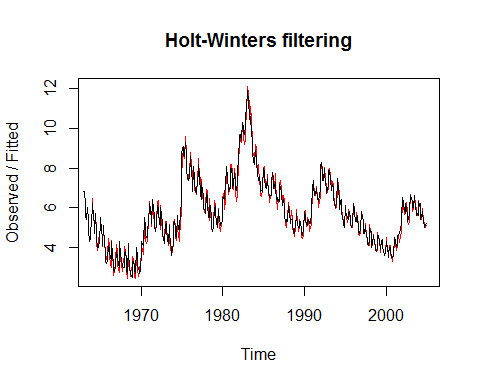 Holt-Winters filtering
Observed / Fitted
12
10
8
6
4
1970 1980 1990 2000
Time